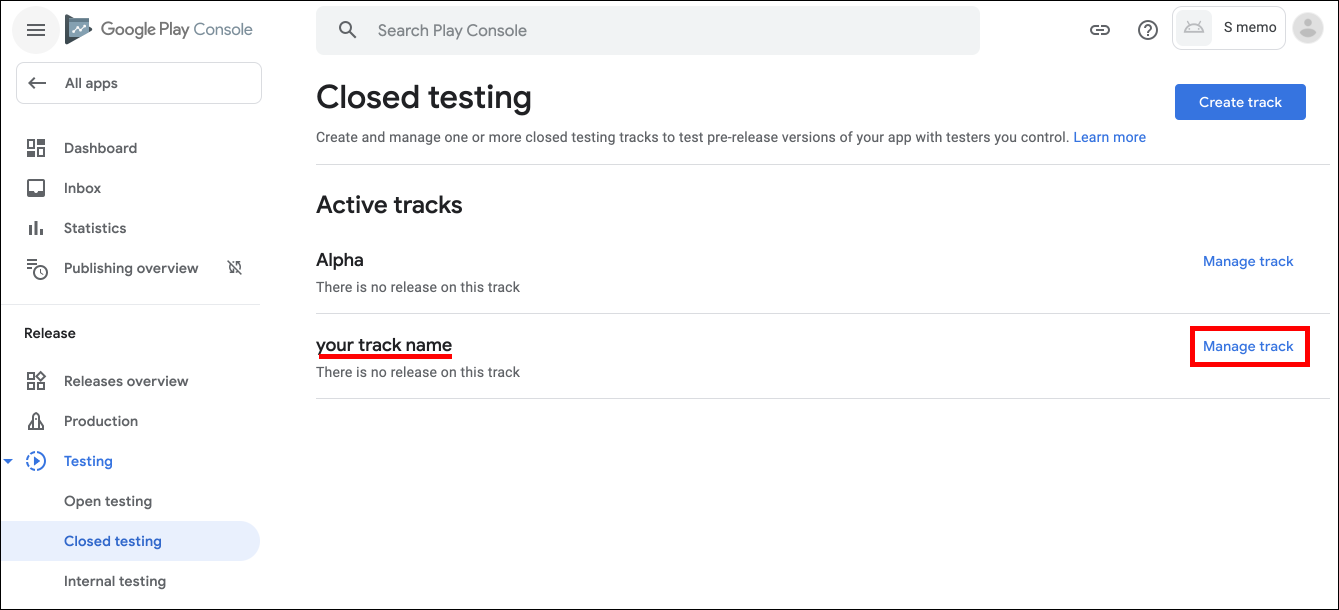 Google Play Console
Search Play Console
S memo
All apps
Dashboard
Inbox
Statistics
Publishing overview
Release
Releases overview
Production
Testing
Open testing
Closed testing
Internal testing
Closed testing
Create track
Create and manage one or more closed testing tracks to test pre-release versions of your app with testers you control. Learn more
Active tracks
Alpha
Manage track
There is no release on this track
your track name
Manage track
There is no release on this track